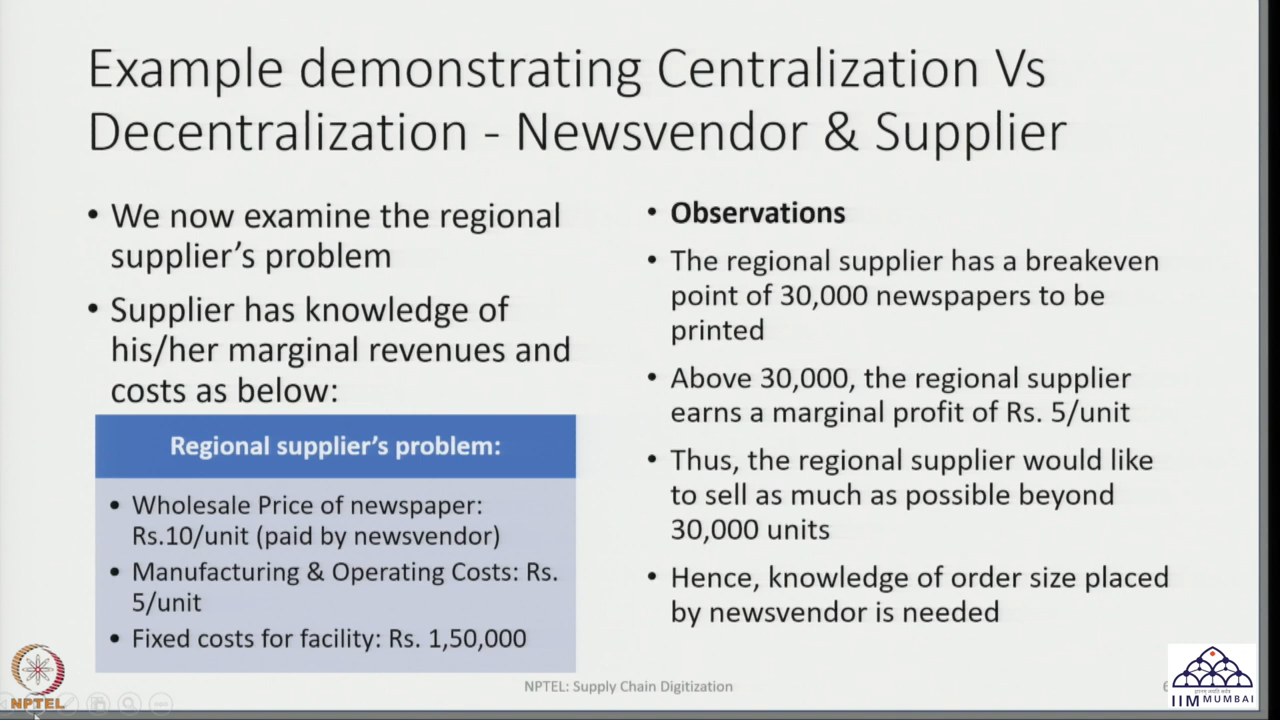 Example demonstrating Centralization Vs
Decentralization - Newsvendor & Supplier
• We now examine the regional
supplier's problem
• Supplier has knowledge of
his/her marginal revenues and
costs as below:
Regional supplier's problem:
• Wholesale Price of newspaper:
Rs.10/unit (paid by newsvendor)
• Manufacturing & Operating Costs: Rs.
5/unit
• Fixed costs for facility: Rs. 1,50,000
• Observations
• The regional supplier has a breakeven
point of 30,000 newspapers to be
printed
• Above 30,000, the regional supplier
earns a marginal profit of Rs. 5/unit
• Thus, the regional supplier would like
to sell as much as possible beyond
30,000 units
• Hence, knowledge of order size placed
by newsvendor is needed
NPTEL
NPTEL: Supply Chain Digitization
IIM MUMBAI